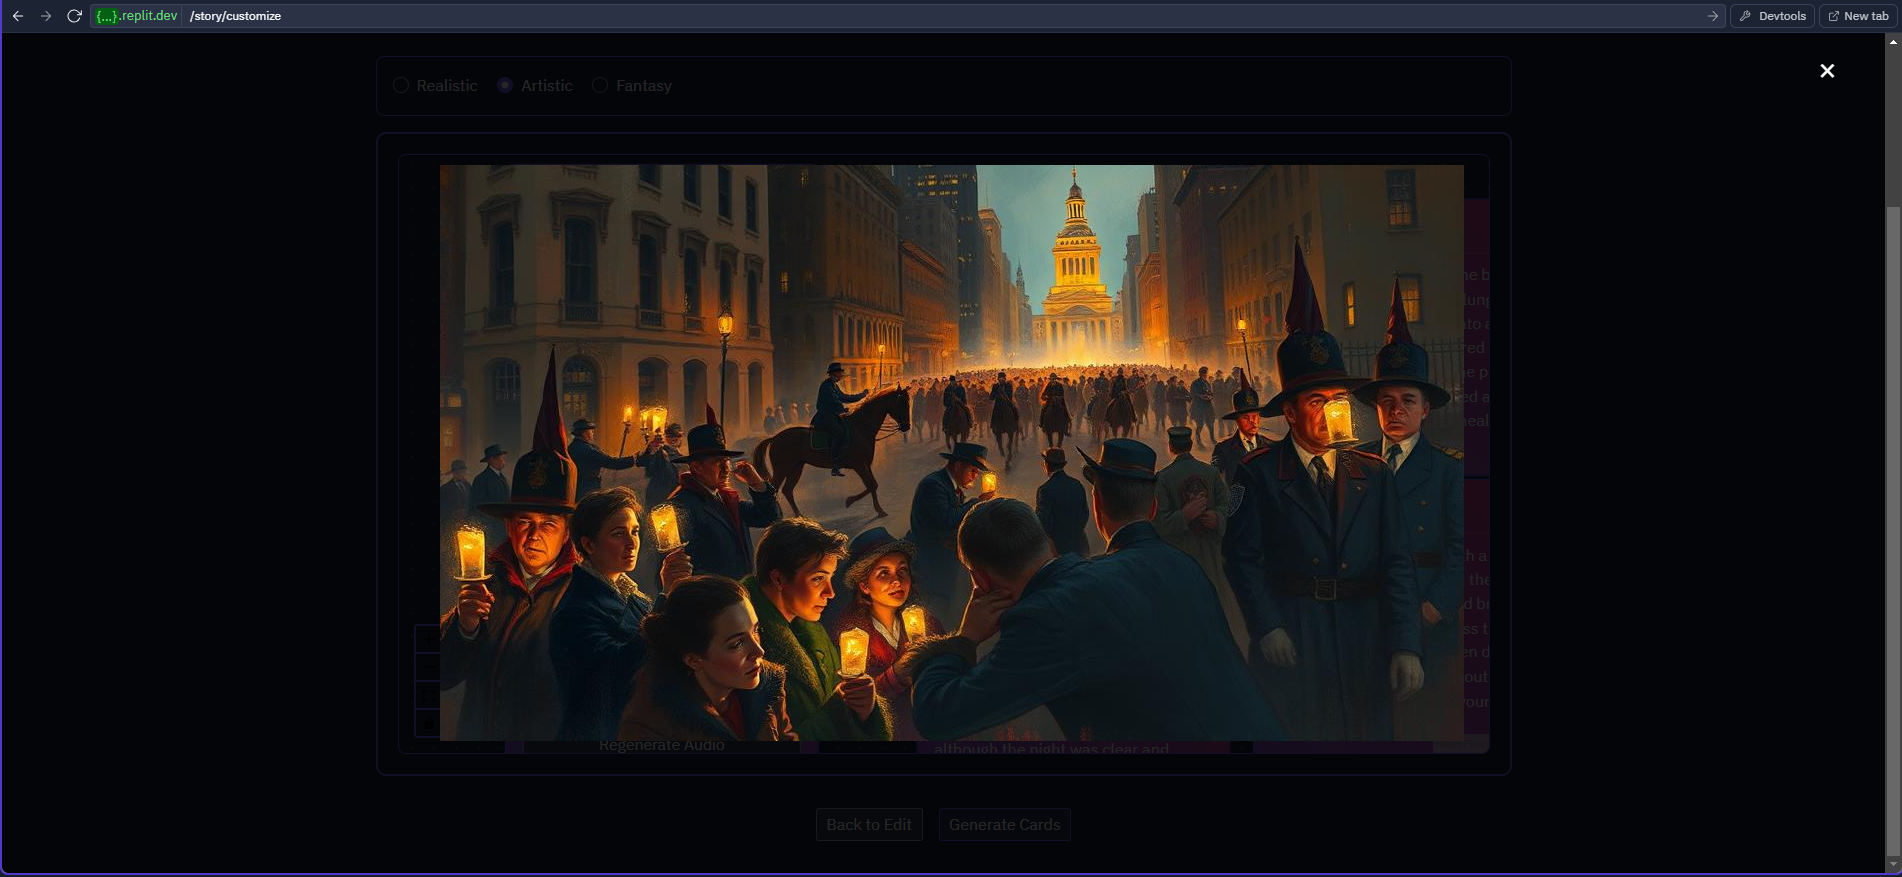 {...}.replit.dev /story/customize
Devtools
New tab
Realistic
Artistic
Fantasy
Regenerate Audio
although the night was clear and
Back to Edit
Generate Cards